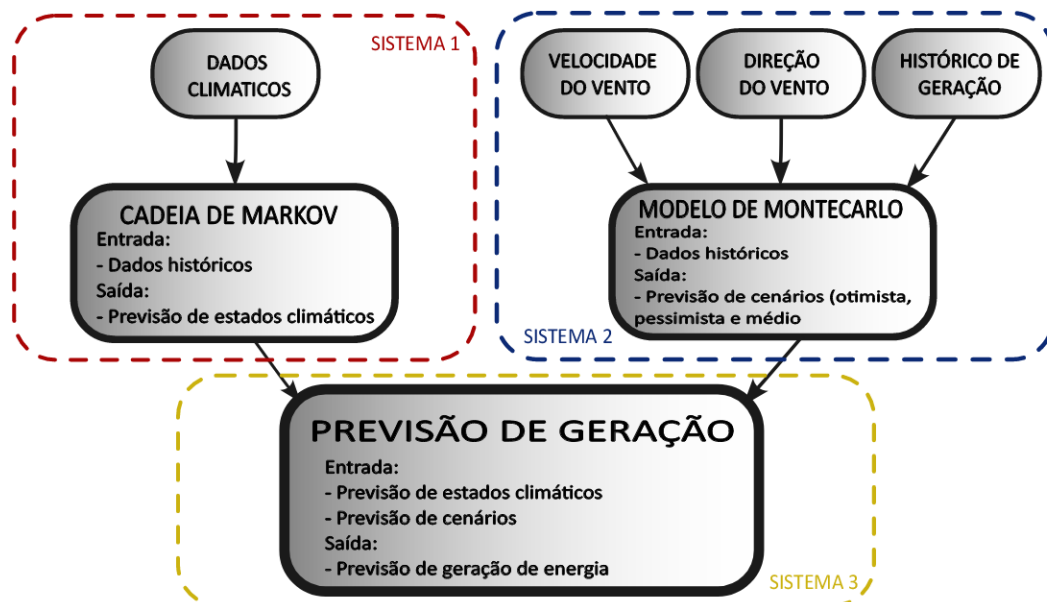 SISTEMA 1
DADOS
CLIMATICOS
CADEIA DE MARKOV
Entrada:
- Dados históricos
Saída:
- Previsão de estados climáticos
VELOCIDADE
DO VENTO
DIREÇÃO
DO VENTO
HISTÓRICO DE
GERAÇÃO
MODELO DE MONTECARLO
Entrada:
- Dados históricos
Saída:
- Previsão de cenários (otimista,
pessimista e médio
SISTEMA 2
PREVISÃO DE GERAÇÃO
Entrada:
- Previsão de estados climáticos
- Previsão de cenários
Saída:
- Previsão de geração de energia
SISTEMA 3